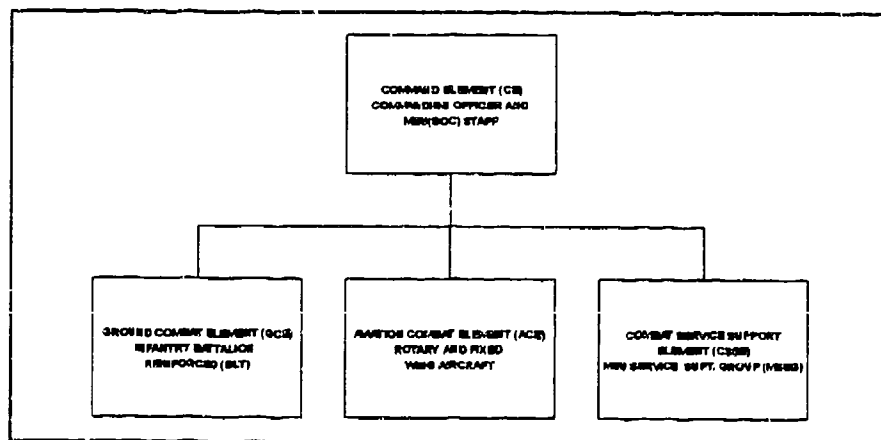 COMMAND ELEMENT (CE)
COMMANDING OFFICER AND
MEU(SOC) STAFF
GROUND COMBAT ELEMENT (GCE)
INFANTRY BATTALION
REINFORCED (BLT)
AVIATION COMBAT ELEMENT (ACE)
ROTARY AND FIXED
WING AIRCRAFT
COMBAT SERVICE SUPPORT
ELEMENT (CSSE)
MEU SERVICE SUPT. GROUP (MSSG)